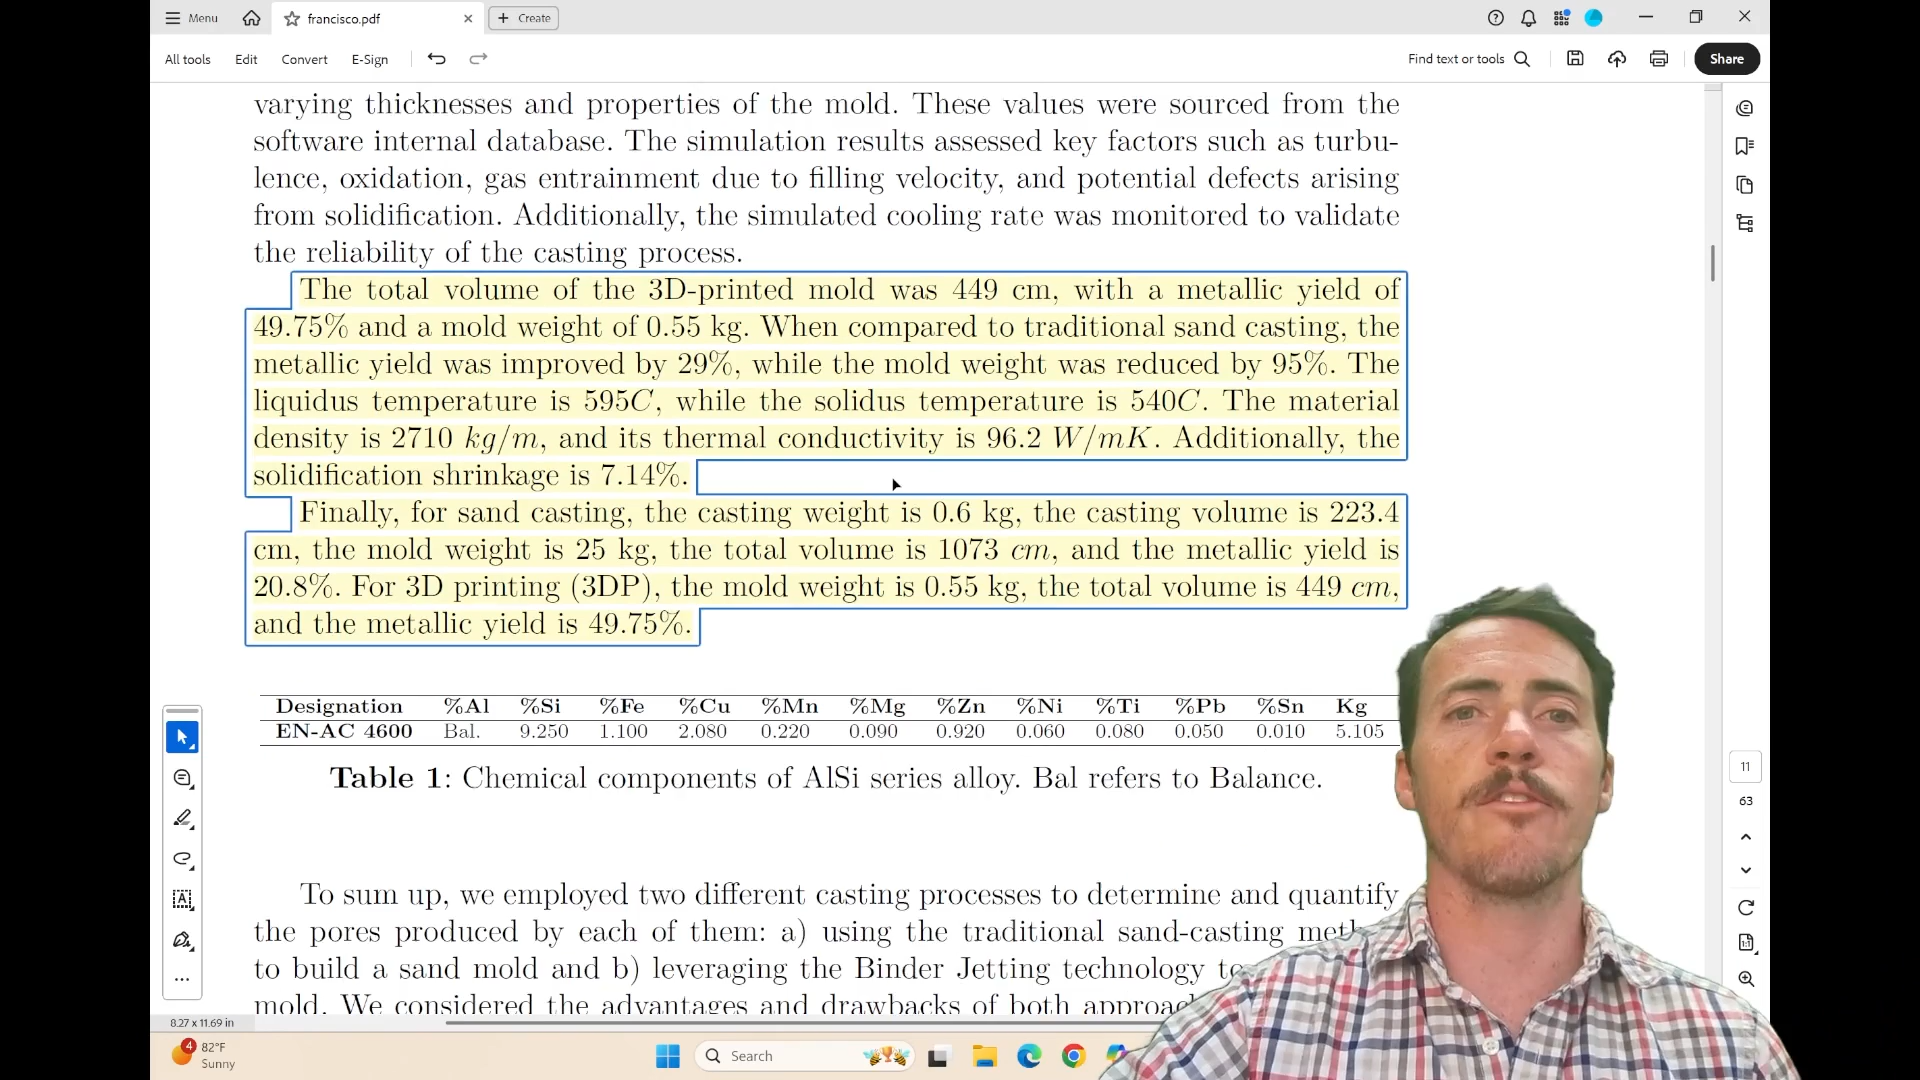 Menu
francisco.pdf
Create
All tools Edit Convert E-Sign
Find text or tools
Share
varying thicknesses and properties of the mold. These values were sourced from the
software internal database. The simulation results assessed key factors such as turbu-
lence, oxidation, gas entrainment due to filling velocity, and potential defects arising
from solidification. Additionally, the simulated cooling rate was monitored to validate
the reliability of the casting process.
The total volume of the 3D-printed mold was 449 cm, with a metallic yield of
49.75% and a mold weight of 0.55 kg. When compared to traditional sand casting, the
metallic yield was improved by 29%, while the mold weight was reduced by 95%. The
liquidus temperature is 595C, while the solidus temperature is 540C. The material
density is 2710 kg/m, and its thermal conductivity is 96.2 W/mK. Additionally, the
solidification shrinkage is 7.14%.
Finally, for sand casting, the casting weight is 0.6 kg, the casting volume is 223.4
cm, the mold weight is 25 kg, the total volume is 1073 cm, and the metallic yield is
20.8%. For 3D printing (3DP), the mold weight is 0.55 kg, the total volume is 449 cm,
and the metallic yield is 49.75%.
Designation %Al %Si %Fe %Cu %Mn %Mg %Zn %Ni %Ti %Pb %Sn Kg
EN-AC 4600 Bal. 9.250 1.100 2.080 0.220 0.090 0.920 0.060 0.080 0.050 0.010 5.105
Table 1: Chemical components of AlSi series alloy. Bal refers to Balance.
To sum up, we employed two different casting processes to determine and quantify
the pores produced by each of them: a) using the traditional sand-casting
to build a sand mold and b) leveraging the Binder Jetting technology
mold. We considered the advantages and drawbacks of both
11
63
8.27 x 11.69 in
4
82°F
Sunny
Search